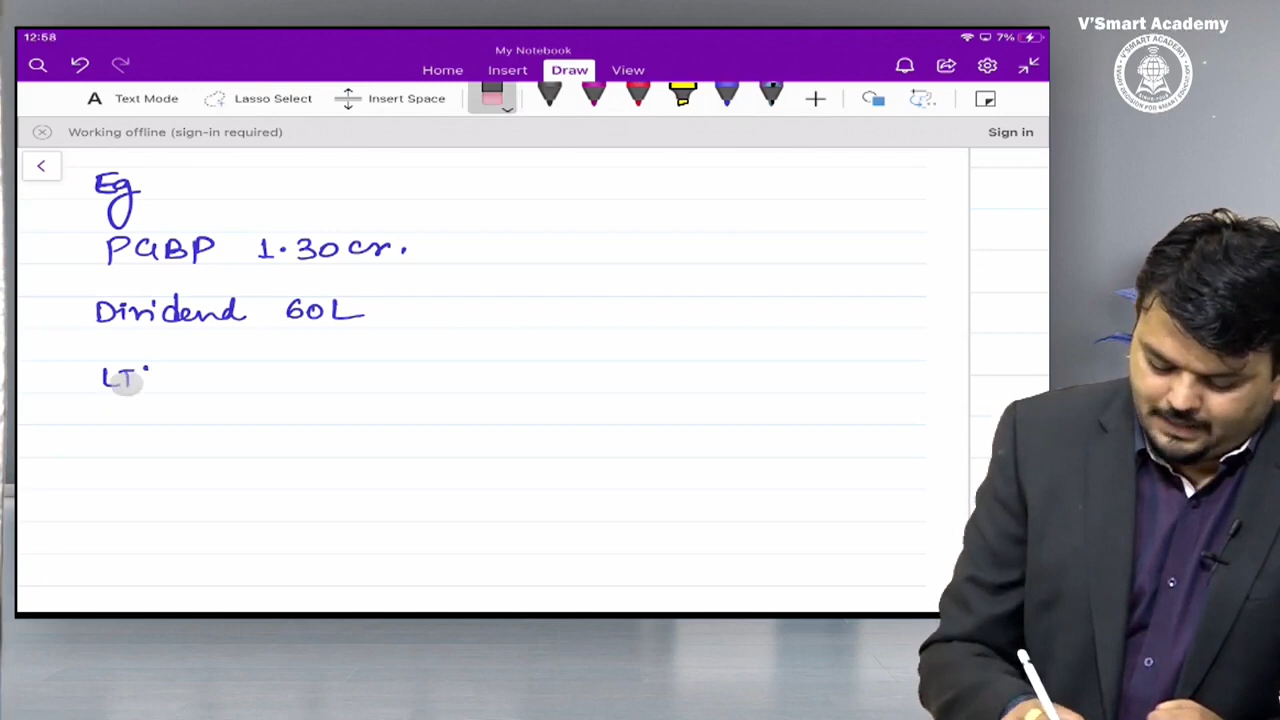 V'Smart Academy
12:58
7%
My Notebook
Home Insert Draw View
Text Mode Lasso Select Insert Space
Working offline (sign-in required)
Sign in
Eg
PGBP 1.30 cr.
Dividend 60L
LT